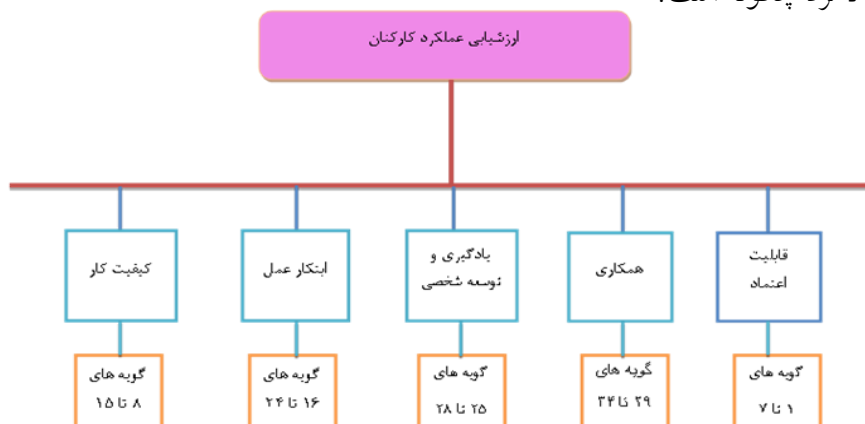 ارزشیابی عملکرد کارکنان
قابلیت
اعتماد
همکاری
یادگیری و
توسعه شخصی
ابتکار عمل
کیفیت کار
گویه های
۱ تا ۷
گویه های
۲۹ تا ۳۴
گویه های
۲۵ تا ۲۸
گویه های
۱۶ تا ۲۴
گویه های
۸ تا ۱۵